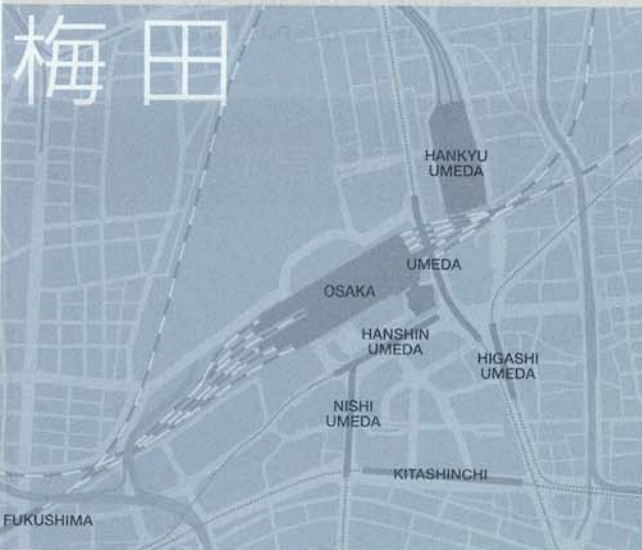 梅田
HANKYU
UMEDA
UMEDA
OSAKA
HANSHIN
UMEDA
HIGASHI
UMEDA
NISHI
UMEDA
KITASHINCHI
FUKUSHIMA